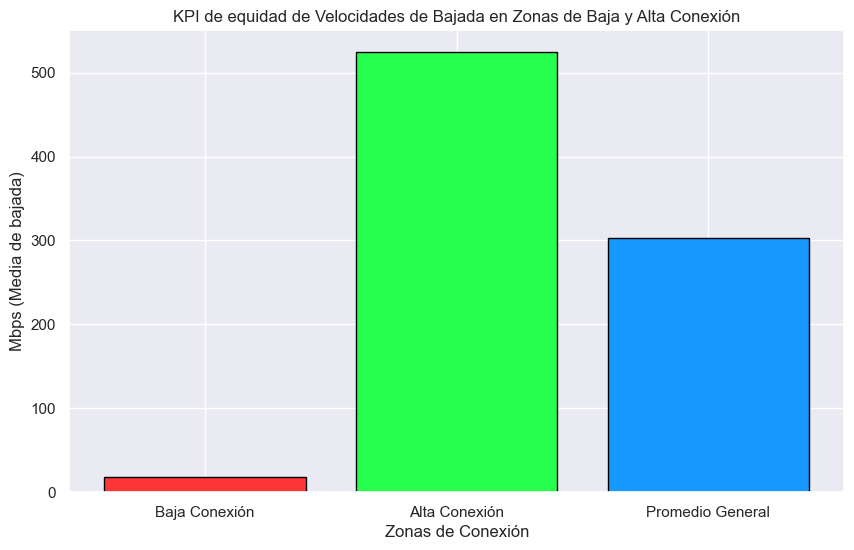 KPI de equidad de Velocidades de Bajada en Zonas de Baja y Alta Conexión
Mbps (Media de bajada)
500
400
300
200
100
0
Baja Conexión
Alta Conexión
Promedio General
Zonas de Conexión